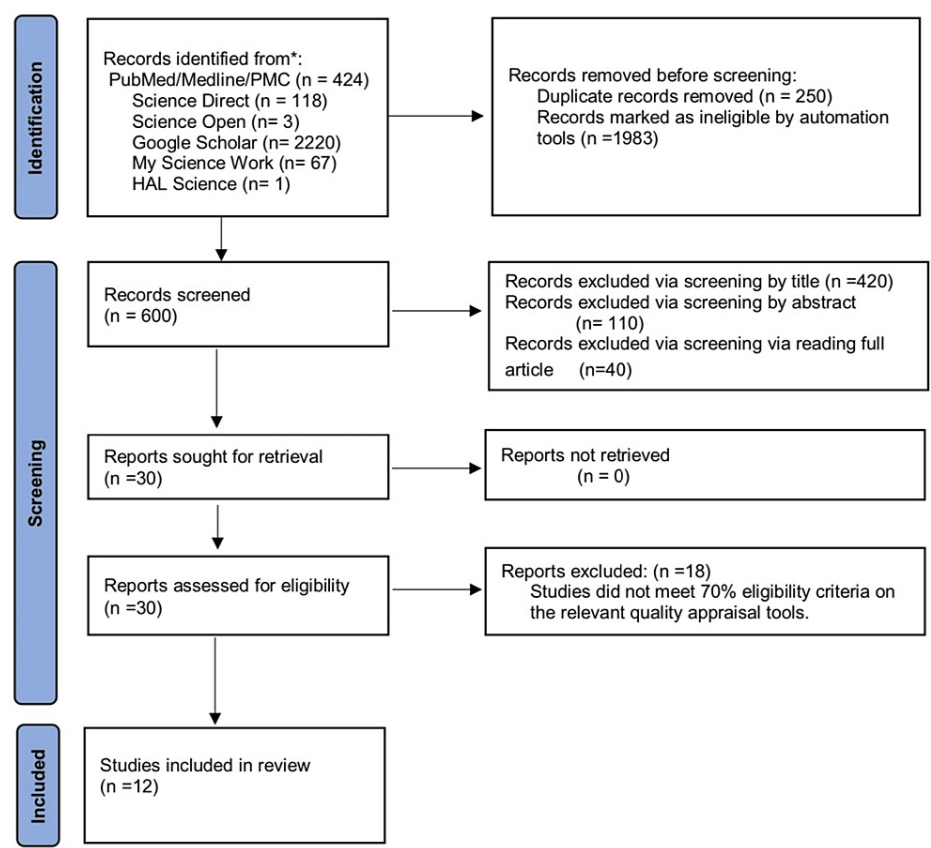 Identification
Records identified from*:
PubMed/Medline/PMC (n = 424)
Science Direct (n = 118)
Science Open (n= 3)
Google Scholar (n= 2220)
My Science Work (n= 67)
HAL Science (n= 1)
Records removed before screening:
Duplicate records removed (n = 250)
Records marked as ineligible by automation
tools (n =1983)
Screening
Records screened
(n = 600)
Records excluded via screening by title (n =420)
Records excluded via screening by abstract
(n= 110)
Records excluded via screening via reading full
article (n=40)
Reports sought for retrieval
(n =30)
Reports not retrieved
(n = 0)
Reports assessed for eligibility
(n =30)
Reports excluded: (n =18)
Studies did not meet 70% eligibility criteria on
the relevant quality appraisal tools.
Included
Studies included in review
(n =12)